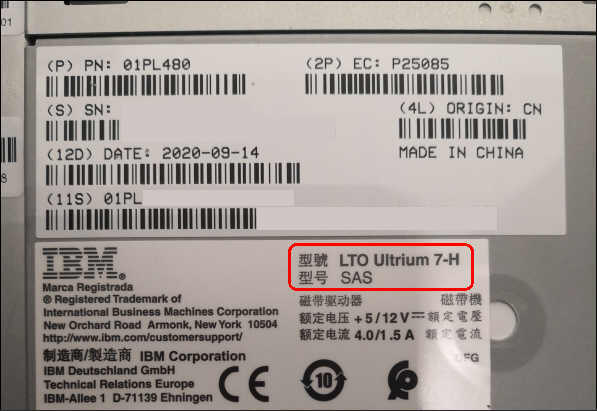 (P) PN: 01PL480
(2P) EC: P25085
(S) SN:
(4L) ORIGIN: CN
(12D) DATE: 2020-09-14
MADE IN CHINA
(11S) 01PL
IBM®
Marca Registrada
® Registered Trademark of
International Business Machines Corporation
New Orchard Road Armonk, New York 10504
http://www.ibm.com/customersupport/
制造商/製造商 IBM Corporation
IBM Deutschland GmbH
Technical Relations Europe
IBM-Allee 1 D-71139 Ehningen
型號 LTO Ultrium 7-H
型号 SAS
磁带驱动器 磁帶機
额定电压 +5/12V⎓ 額定電壓
额定电流 4.0/1.5 A 額定電流
CE
10